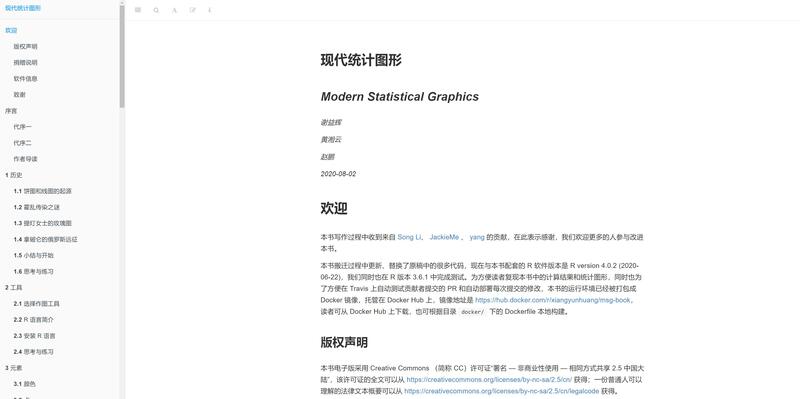 现代统计图形
欢迎
版权声明
捐赠说明
软件信息
致谢
序言
代序一
代序二
作者导读
1 历史
1.1 饼图和线图的起源
1.2 霍乱传染之谜
1.3 提灯女士的玫瑰图
1.4 拿破仑的俄罗斯远征
1.5 小结与开始
1.6 思考与练习
2 工具
2.1 选择作图工具
2.2 R 语言简介
2.3 安装 R 语言
2.4 思考与练习
3 元素
3.1 颜色
现代统计图形
Modern Statistical Graphics
谢益辉
黄湘云
赵鹏
2020-08-02
欢迎
本书写作过程中收到来自 Song Li、 JackieMe 、 yang 的贡献，在此表示感谢，我们欢迎更多的人参与改进
本书。
本书搬迁过程中更新、替换了原稿中的很多代码，现在与本书配套的 R 软件版本是 R version 4.0.2 (2020-
06-22)，我们同时也在 R 版本 3.6.1 中完成测试。为方便读者复现本书中的计算结果和统计图形，同时也为
了方便在 Travis 上自动测试贡献者提交的 PR 和自动部署每次提交的修改，本书的运行环境已经被打包成
Docker 镜像，托管在 Docker Hub 上，镜像地址是 https://hub.docker.com/r/xiangyunhuang/msg-book，
读者可从 Docker Hub 上下载，也可根据目录 docker/ 下的 Dockerfile 本地构建。
版权声明
本书电子版采用 Creative Commons （简称 CC）许可证“署名 — 非商业性使用 — 相同方式共享 2.5 中国大
陆”，该许可证的全文可以从 https://creativecommons.org/licenses/by-nc-sa/2.5/cn/ 获得；一份普通人可以
理解的法律文本概要可以从 https://creativecommons.org/licenses/by-nc-sa/2.5/cn/legalcode 获得。